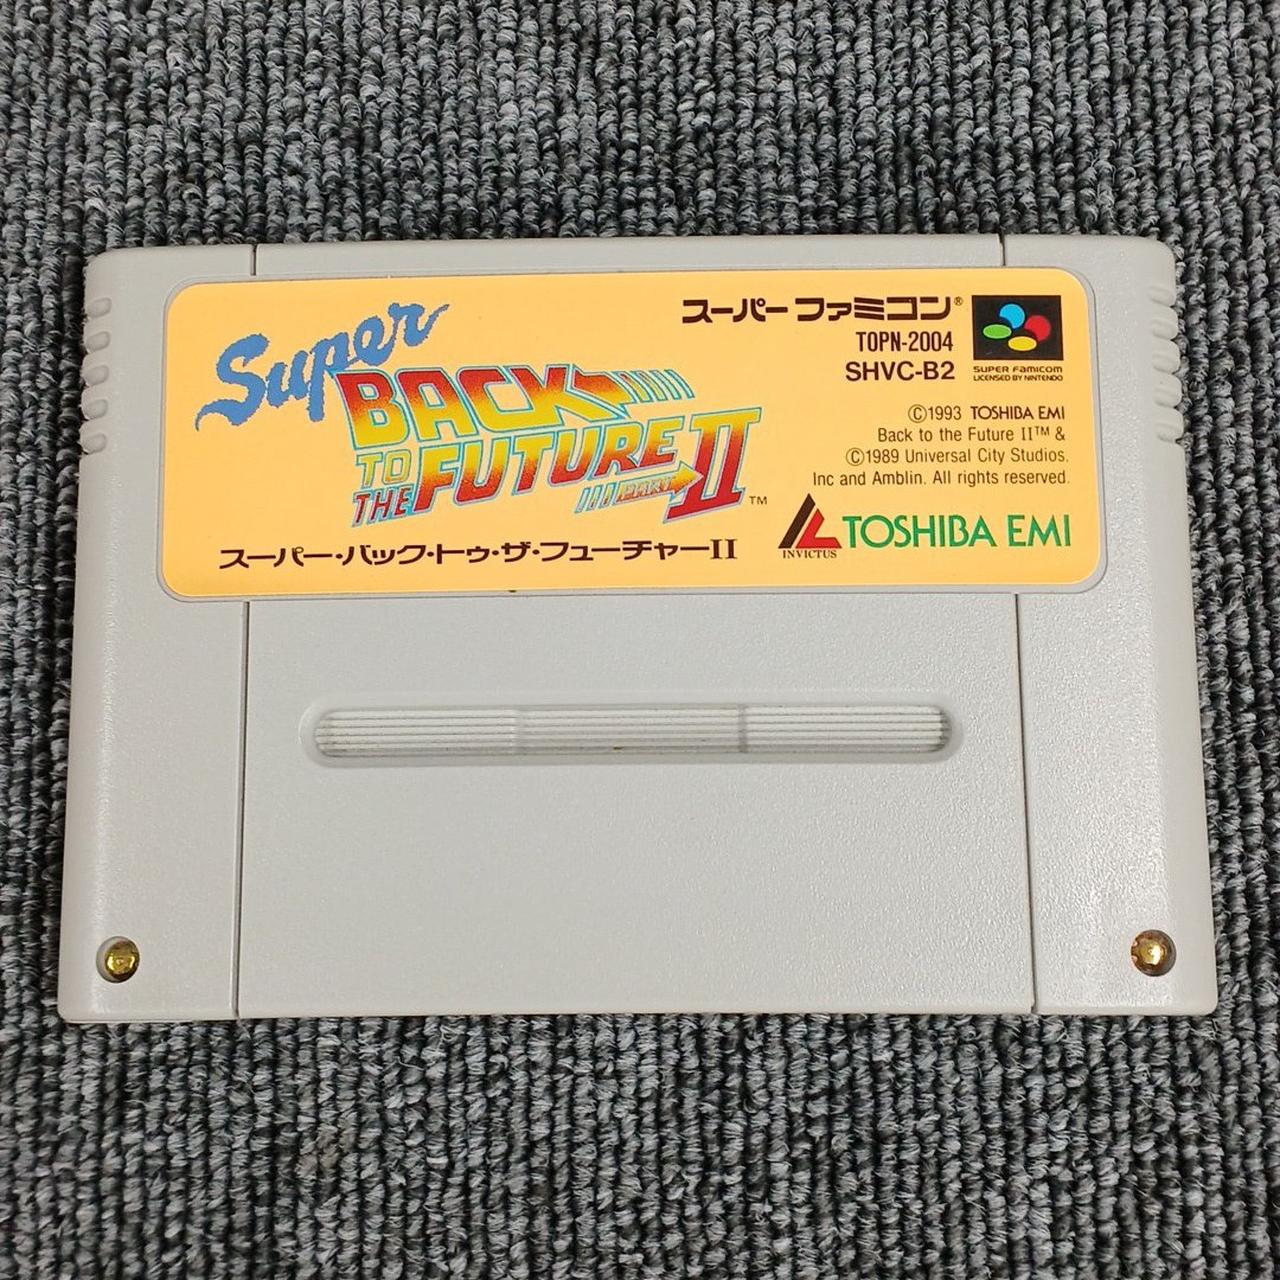 Super
BACK
TO
THE FUTURE
PART II™
スーパー・バック・トゥ・ザ・フューチャーII
スーパーファミコン®
TOPN-2004
SHVC-B2
SUPER FAMICOM
LICENSED BY NINTENDO
©1993 TOSHIBA EMI
Back to the Future II™ &
©1989 Universal City Studios.
Inc and Amblin. All rights reserved.
INVICTUS
TOSHIBA EMI